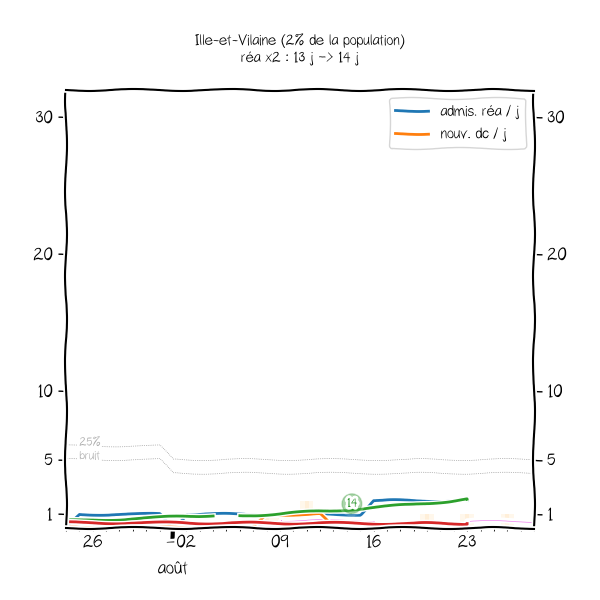 Ille-et-Vilaine (2% de la population)
réa x2 : 13 j -> 14 j
admis. réa / j
nouv. dc / j
30
30
20
20
10
10
25%
bruit
5
5
14
1
1
26
02
09
16
23
août